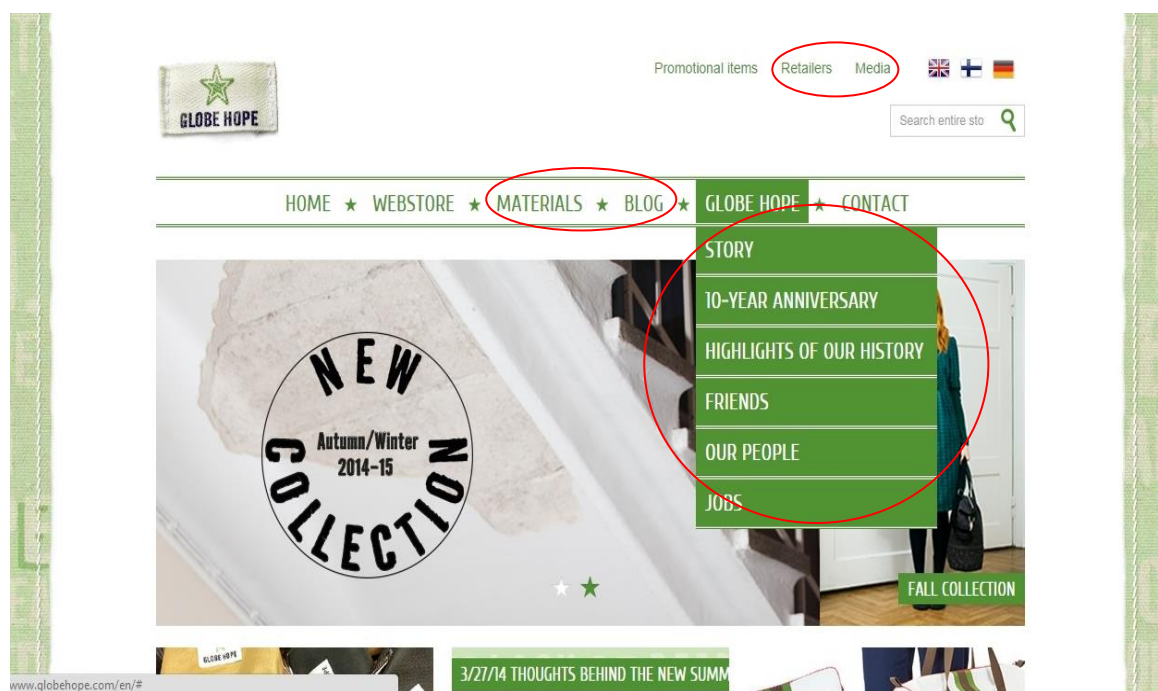 Promotional items Retailers Media
GLOBE HOPE
Search entire sto
HOME ★ WEBSTORE ★ MATERIALS ★ BLOG ★ GLOBE HOPE ★ CONTACT
STORY
10-YEAR ANNIVERSARY
HIGHLIGHTS OF OUR HISTORY
FRIENDS
OUR PEOPLE
JOBS
NEW
Autumn/Winter
2014-15
COLLECTION
FALL COLLECTION
GLOBE HOPE
3/27/14 THOUGHTS BEHIND THE NEW SUMM
www.globehope.com/en/#